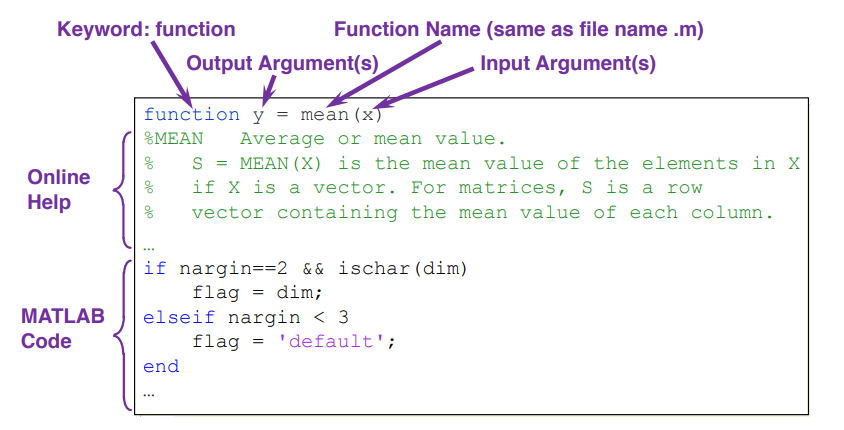 Keyword: function
Function Name (same as file name .m)
Output Argument(s)
Input Argument(s)
function y = mean(x)
%MEAN   Average or mean value.
%   S = MEAN(X) is the mean value of the elements in X
%   if X is a vector. For matrices, S is a row
%   vector containing the mean value of each column.
…
Online
Help
if nargin==2 && ischar(dim)
    flag = dim;
elseif nargin < 3
    flag = 'default';
end
…
MATLAB
Code